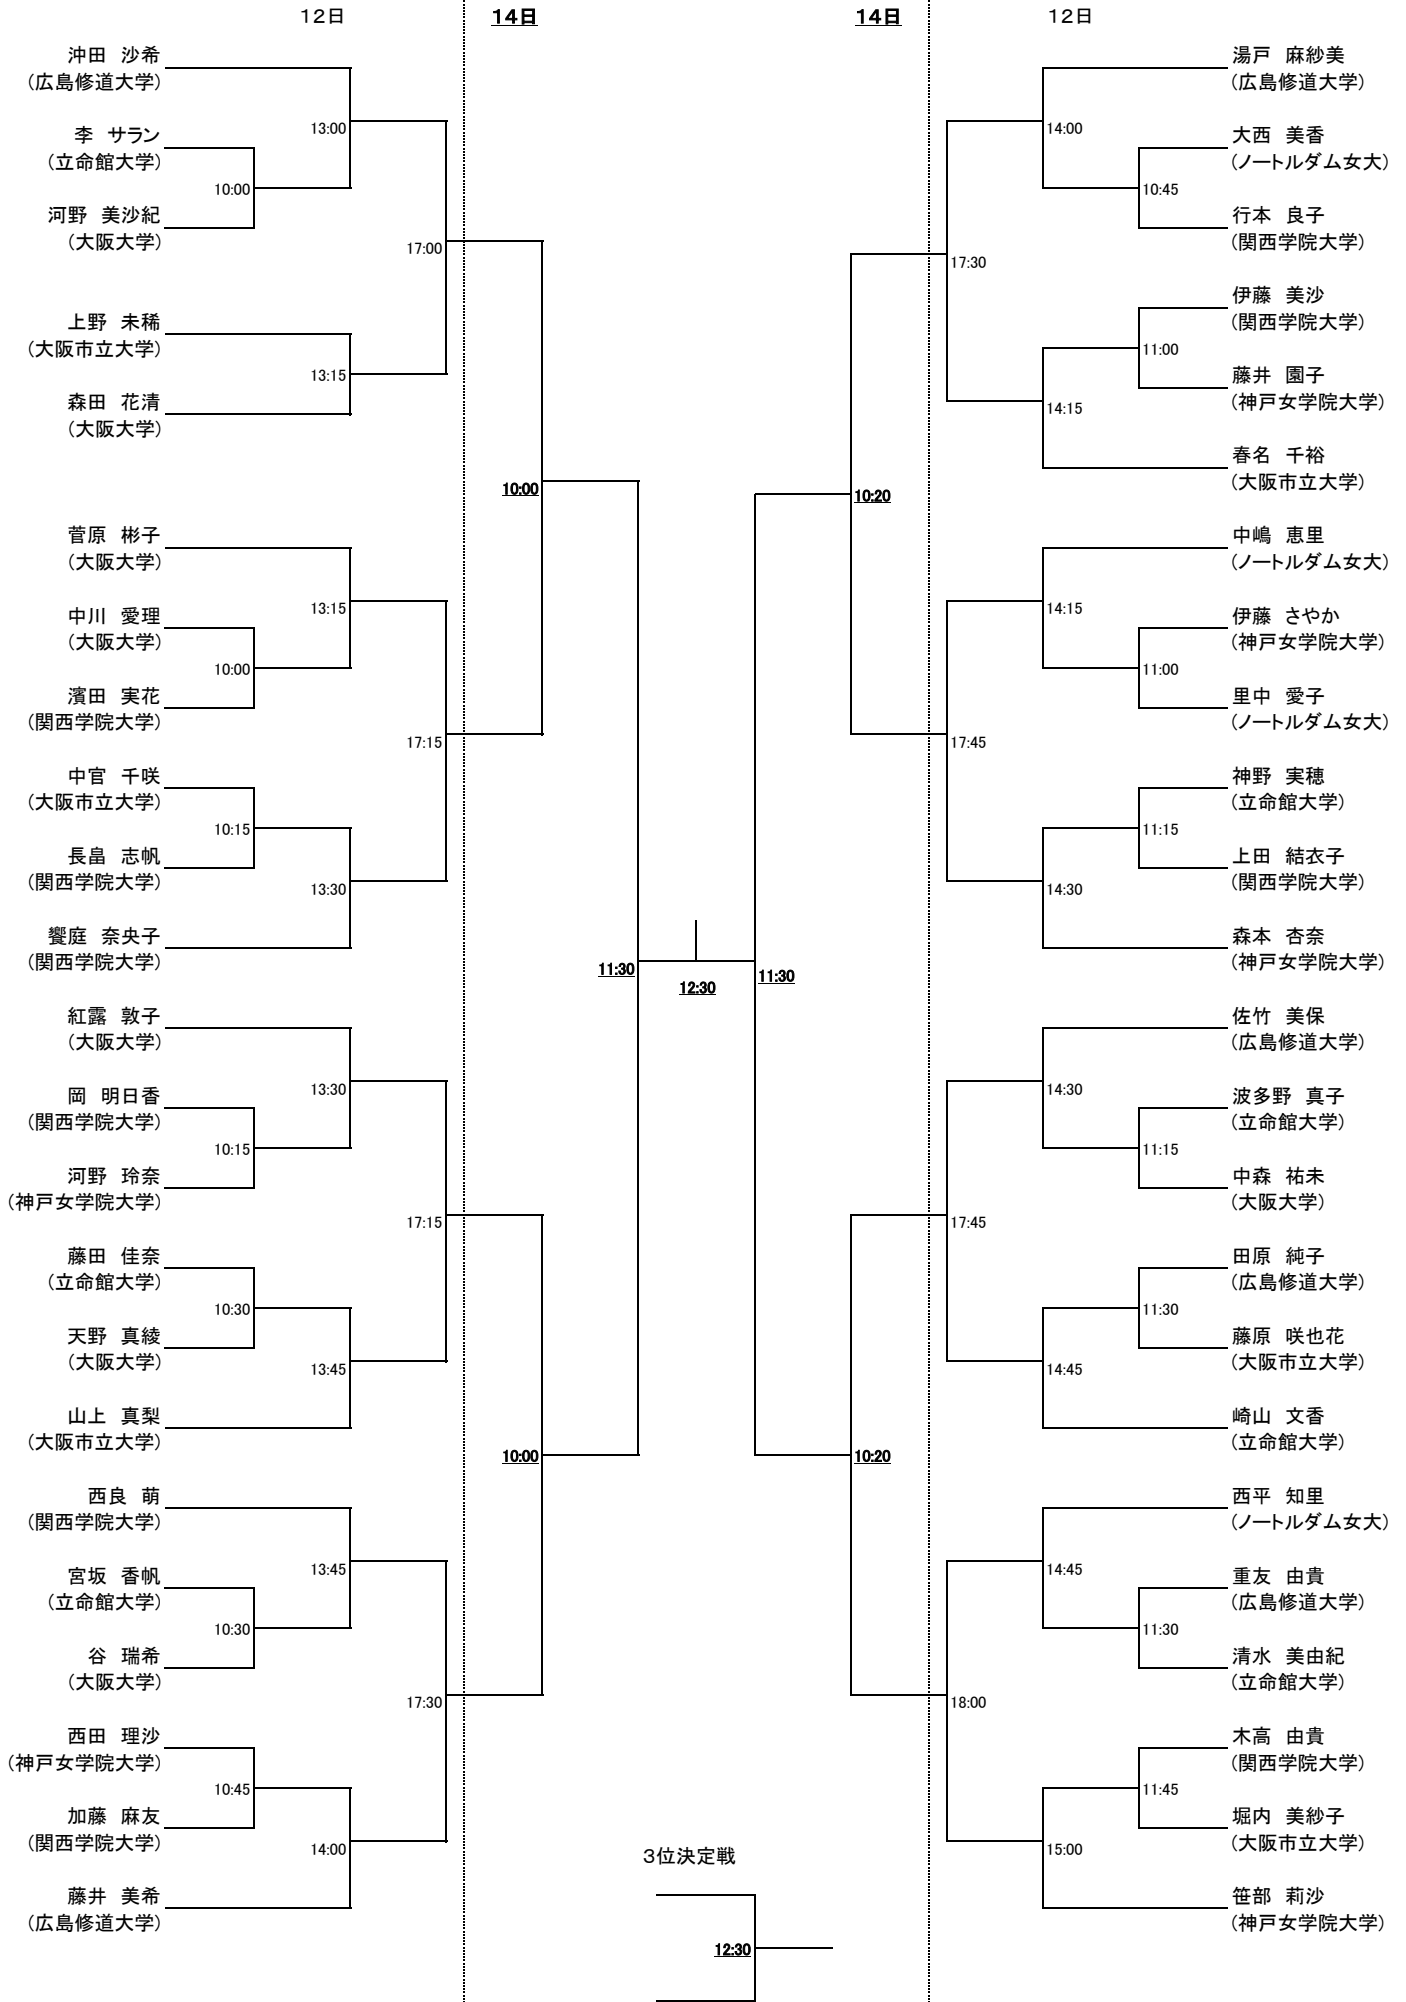 12日
14日
14日
12日
沖田 沙希
(広島修道大学)
13:00
李 サラン
(立命館大学)
10:00
河野 美沙紀
(大阪大学)
17:00
上野 未稀
(大阪市立大学)
13:15
森田 花清
(大阪大学)
10:00
菅原 彬子
(大阪大学)
13:15
中川 愛理
(大阪大学)
10:00
濱田 実花
(関西学院大学)
17:15
中官 千咲
(大阪市立大学)
10:15
長畠 志帆
(関西学院大学)
13:30
饗庭 奈央子
(関西学院大学)
11:30
12:30
11:30
紅露 敦子
(大阪大学)
13:30
岡 明日香
(関西学院大学)
10:15
河野 玲奈
(神戸女学院大学)
17:15
藤田 佳奈
(立命館大学)
10:30
天野 真綾
(大阪大学)
13:45
山上 真梨
(大阪市立大学)
10:00
西良 萌
(関西学院大学)
13:45
宮坂 香帆
(立命館大学)
10:30
谷 瑞希
(大阪大学)
17:30
西田 理沙
(神戸女学院大学)
10:45
加藤 麻友
(関西学院大学)
14:00
藤井 美希
(広島修道大学)
湯戸 麻紗美
(広島修道大学)
14:00
大西 美香
(ノートルダム女大)
10:45
行本 良子
(関西学院大学)
17:30
伊藤 美沙
(関西学院大学)
11:00
藤井 園子
(神戸女学院大学)
14:15
春名 千裕
(大阪市立大学)
10:20
中嶋 恵里
(ノートルダム女大)
14:15
伊藤 さやか
(神戸女学院大学)
11:00
里中 愛子
(ノートルダム女大)
17:45
神野 実穂
(立命館大学)
11:15
上田 結衣子
(関西学院大学)
14:30
森本 杏奈
(神戸女学院大学)
佐竹 美保
(広島修道大学)
14:30
波多野 真子
(立命館大学)
11:15
中森 祐未
(大阪大学)
17:45
田原 純子
(広島修道大学)
11:30
藤原 咲也花
(大阪市立大学)
14:45
崎山 文香
(立命館大学)
10:20
西平 知里
(ノートルダム女大)
14:45
重友 由貴
(広島修道大学)
11:30
清水 美由紀
(立命館大学)
18:00
木高 由貴
(関西学院大学)
11:45
堀内 美紗子
(大阪市立大学)
15:00
笹部 莉沙
(神戸女学院大学)
3位決定戦
12:30